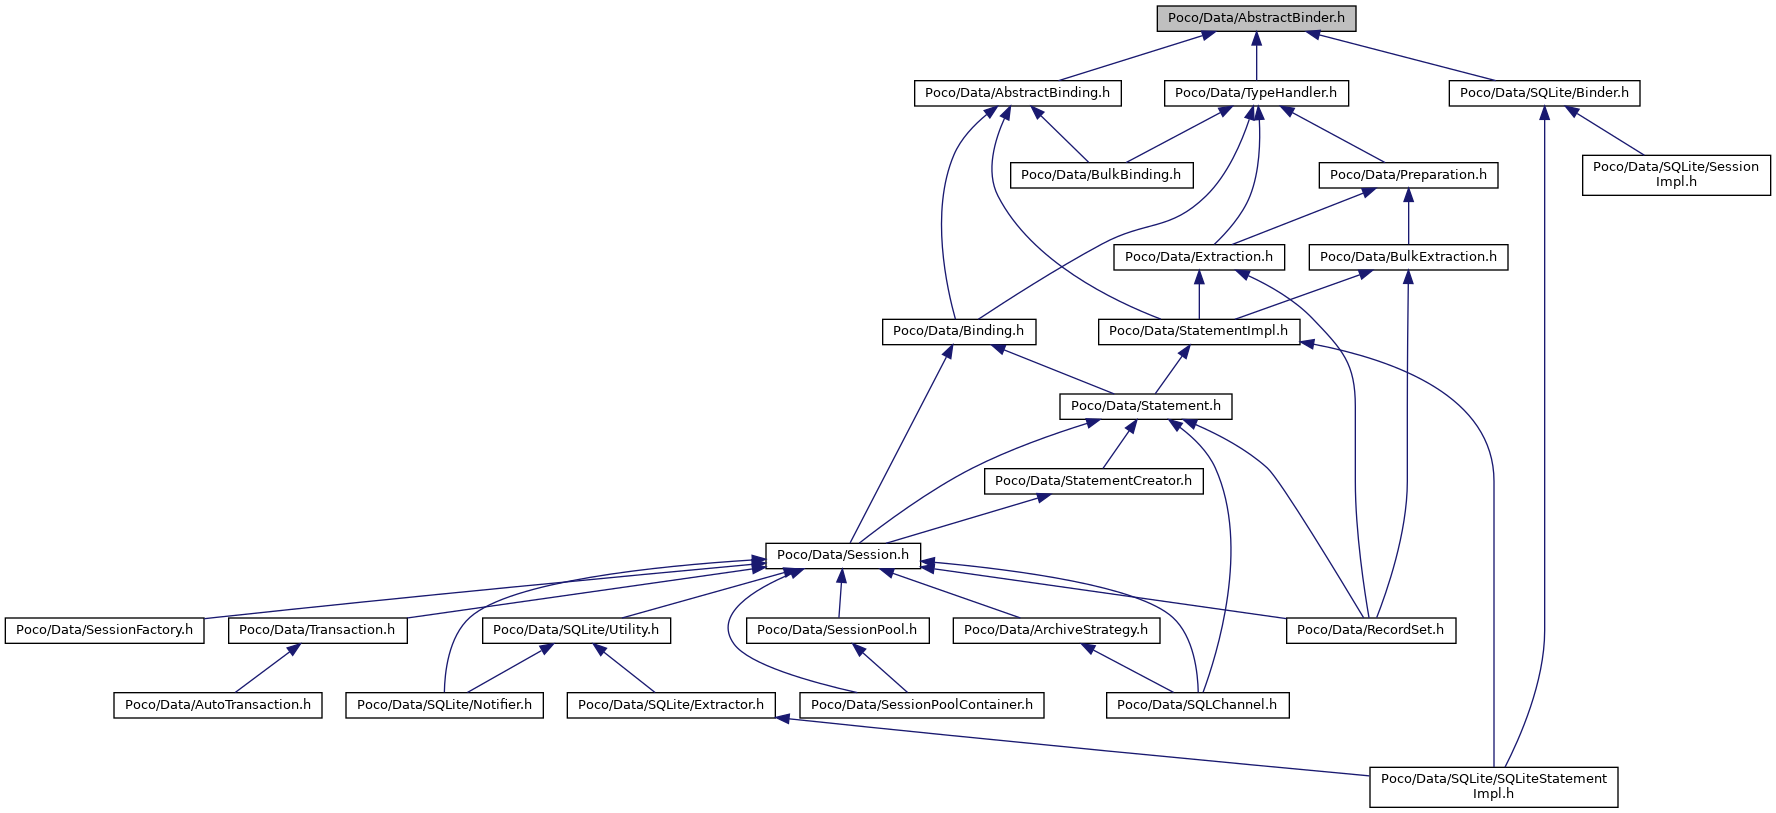 Poco/Data/AbstractBinder.h
Poco/Data/AbstractBinding.h
Poco/Data/TypeHandler.h
Poco/Data/SQLite/Binder.h
Poco/Data/BulkBinding.h
Poco/Data/Preparation.h
Poco/Data/SQLite/Session
Impl.h
Poco/Data/Extraction.h
Poco/Data/BulkExtraction.h
Poco/Data/Binding.h
Poco/Data/StatementImpl.h
Poco/Data/Statement.h
Poco/Data/StatementCreator.h
Poco/Data/Session.h
Poco/Data/SessionFactory.h
Poco/Data/Transaction.h
Poco/Data/SQLite/Utility.h
Poco/Data/SessionPool.h
Poco/Data/ArchiveStrategy.h
Poco/Data/RecordSet.h
Poco/Data/AutoTransaction.h
Poco/Data/SQLite/Notifier.h
Poco/Data/SQLite/Extractor.h
Poco/Data/SessionPoolContainer.h
Poco/Data/SQLChannel.h
Poco/Data/SQLite/SQLiteStatement
Impl.h